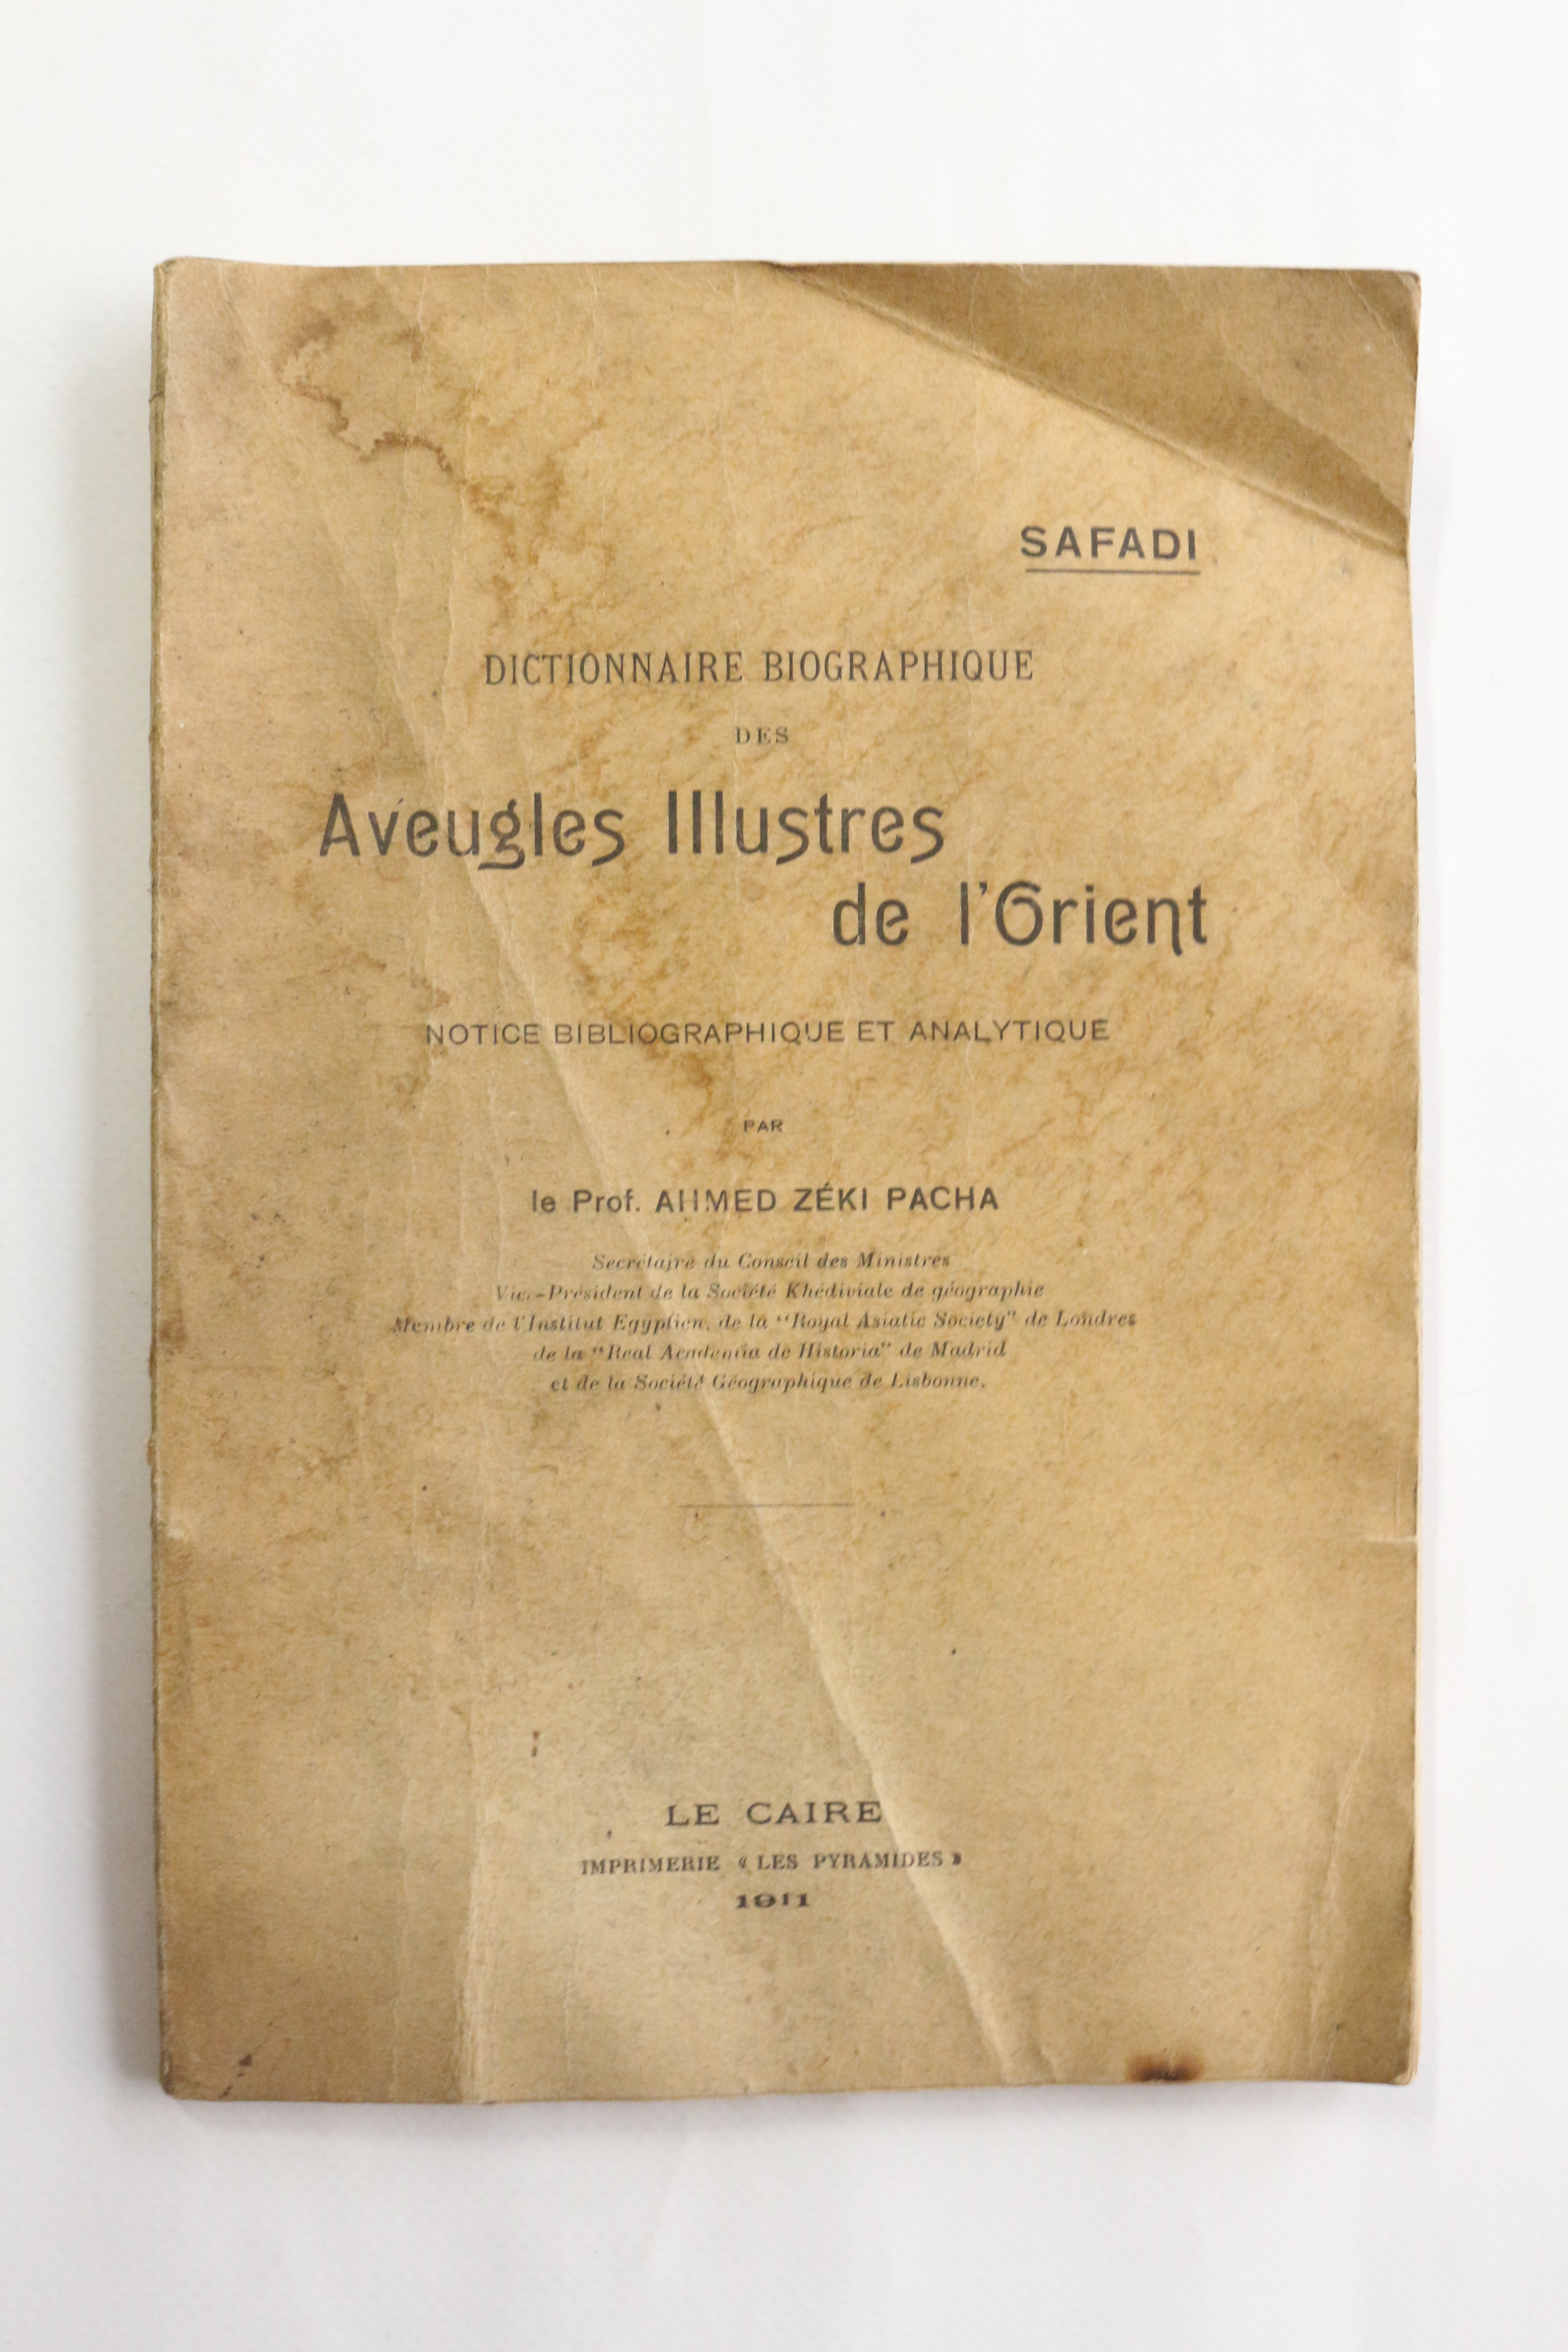 SAFADI
DICTIONNAIRE BIOGRAPHIQUE
DES
Aveugles Illustres
de l'Orient
NOTICE BIBLIOGRAPHIQUE ET ANALYTIQUE
PAR
le Prof. AHMED ZÉKI PACHA
Secrétaire du Conseil des Ministres
Vice-Président de la Société Khédiviale de géographie
Membre de l'Institut Egyptien, de la "Royal Asiatic Society" de Londres
de la "Real Academia de Historia" de Madrid
et de la Société Géographique de Lisbonne.
LE CAIRE
IMPRIMERIE « LES PYRAMIDES »
1911